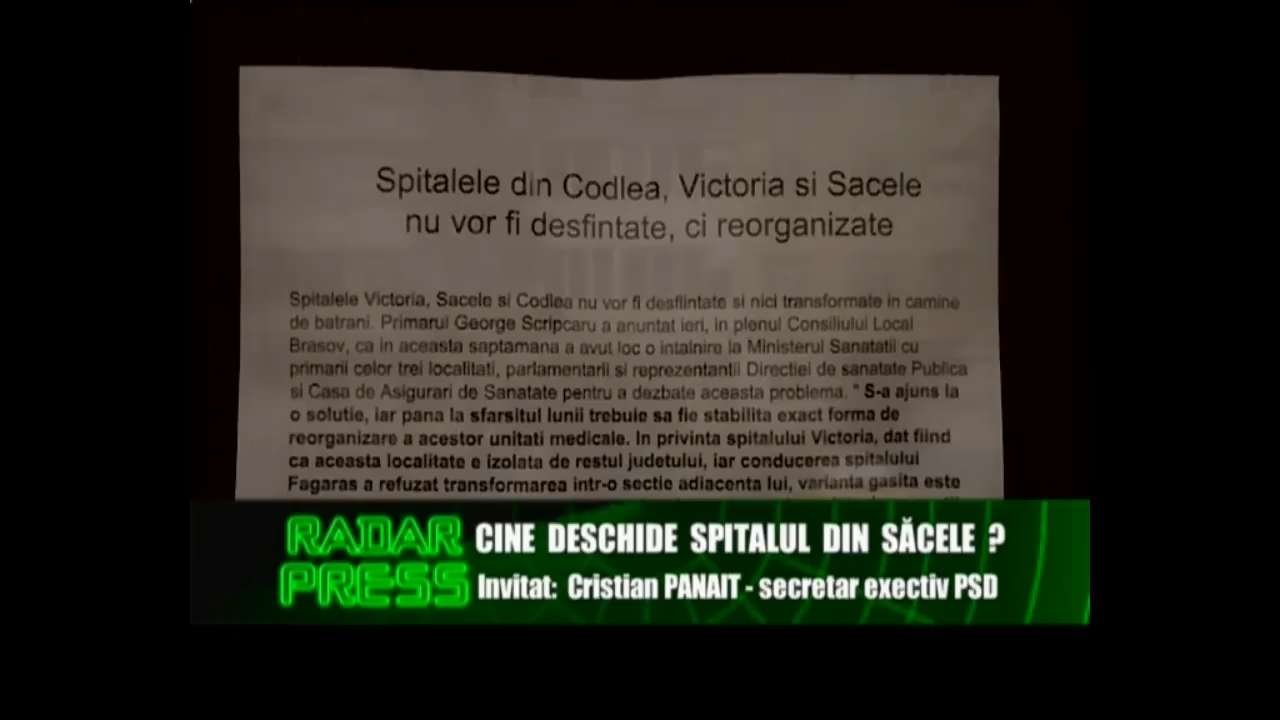 Spitalele din Codlea, Victoria si Sacele
nu vor fi desfintate, ci reorganizate
Spitalele Victoria, Sacele si Codlea nu vor fi desfiintate si nici transformate in camine
de batrani. Primarul George Scripcaru a anuntat ieri, in plenul Consiliului Local
Brasov, ca in aceasta saptamana a avut loc o intalnire la Ministerul Sanatatii cu
primarii celor trei localitati, parlamentarii si reprezentantii Directiei de sanatate Publica
si Casa de Asigurari de Sanatate pentru a dezbate aceasta problema. " S-a ajuns la
o solutie, iar pana la sfarsitul lunii trebuie sa fie stabilita exact forma de
reorganizare a acestor unitati medicale. In privinta spitalului Victoria, dat fiind
ca aceasta localitate e izolata de restul judetului, iar conducerea spitalului
Fagaras a refuzat transformarea intr-o sectie adiacenta lui, varianta gasita este
RADAR PRESS
CINE DESCHIDE SPITALUL DIN SĂCELE ?
Invitat: Cristian PANAIT - secretar exectiv PSD